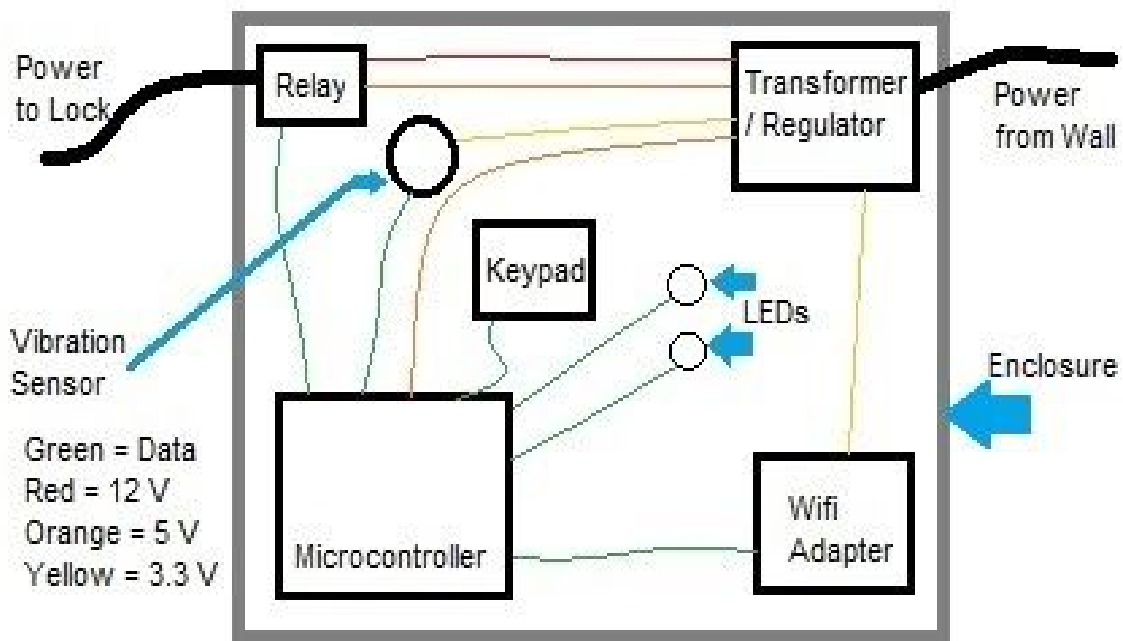 Power
to Lock
Relay
Transformer
/ Regulator
Power
from Wall
Keypad
LEDs
Vibration
Sensor
Enclosure
Green = Data
Red = 12 V
Orange = 5 V
Yellow = 3.3 V
Microcontroller
Wifi
Adapter